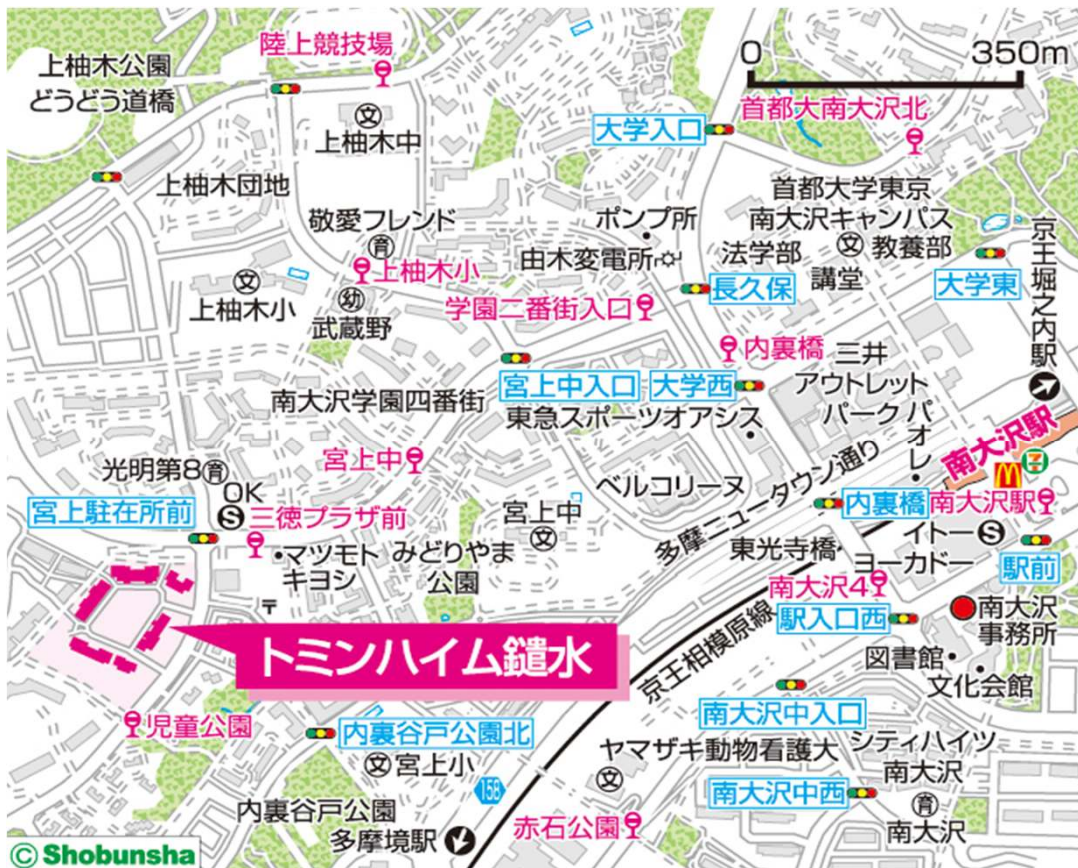 陸上競技場
0 350m
上柚木公園
どうどう道橋
首都大南大沢北
大学入口
上柚木中
上柚木団地
首都大学東京
南大沢キャンパス
法学部
教養部
講堂
敬愛フレンド
ポンプ所
由木変電所
上柚木小
上柚木小
武蔵野
学園二番街入口
長久保
大学東
京王堀之内駅
内裏橋
三井
アウトレット
パーク
パオレ
宮上中入口
大学西
南大沢学園四番街
東急スポーツオアシス
南大沢駅
光明第8
宮上中
OK
宮上駐在所前
三徳プラザ前
ベルコリーヌ
多摩ニュータウン通り
内裏橋
南大沢駅
宮上中
マツモト
キヨシ
みどりやま
公園
東光寺橋
イトー
ヨーカドー
駅前
南大沢4
駅入口西
南大沢
事務所
トミンハイム鑓水
京王相模原線
図書館
文化会館
児童公園
内裏谷戸公園北
南大沢中入口
宮上小
ヤマザキ動物看護大
シティハイツ
南大沢
158
南大沢中西
内裏谷戸公園
多摩境駅
赤石公園
南大沢
© Shobunsha